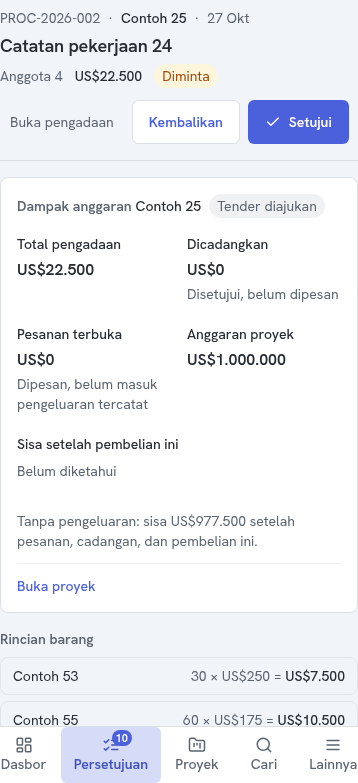 PROC-2026-002 · Contoh 25 · 27 Okt
Catatan pekerjaan 24
Anggota 4 US$22.500 Diminta
Buka pengadaan Kembalikan Setujui
Dampak anggaran Contoh 25 Tender diajukan
Total pengadaan
US$22.500
Dicadangkan
US$0
Disetujui, belum dipesan
Pesanan terbuka
US$0
Dipesan, belum masuk
pengeluaran tercatat
Anggaran proyek
US$1.000.000
Sisa setelah pembelian ini
Belum diketahui
Tanpa pengeluaran: sisa US$977.500 setelah
pesanan, cadangan, dan pembelian ini.
Buka proyek
Rincian barang
Contoh 53 30 × US$250 = US$7.500
Contoh 55 60 × US$175 = US$10.500
10
Dasbor Persetujuan Proyek Cari Lainnya